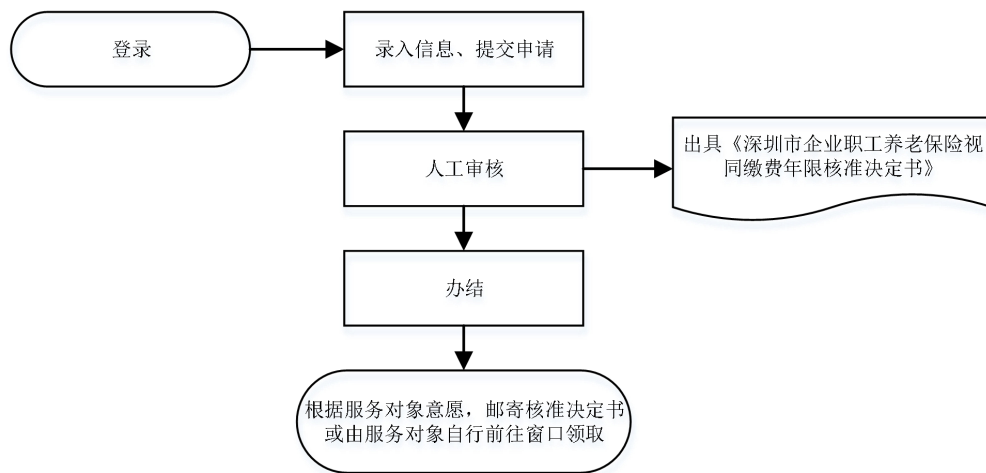 登录
录入信息、提交申请
人工审核
出具《深圳市企业职工养老保险视
同缴费年限核准决定书》
办结
根据服务对象意愿，邮寄核准决定书
或由服务对象自行前往窗口领取